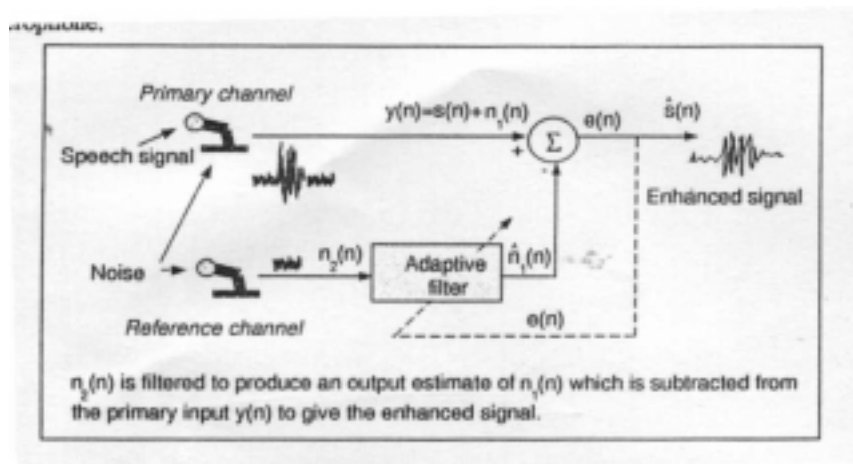 Primary channel
y(n)=s(n)+n₁(n)
e(n)
ŝ(n)
Σ
+
-
Speech signal
Enhanced signal
n₂(n)
Adaptive
filter
n̂₁(n)
Noise
Reference channel
e(n)
n₂(n) is filtered to produce an output estimate of n₁(n) which is subtracted from
the primary input y(n) to give the enhanced signal.